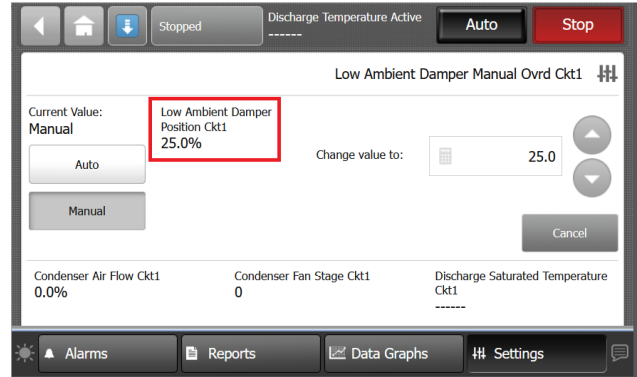 Stopped
Discharge Temperature Active
------
Auto
Stop
Low Ambient Damper Manual Ovrd Ckt1
Current Value:
Manual
Auto
Manual
Low Ambient Damper
Position Ckt1
25.0%
Change value to:
25.0
Cancel
Condenser Air Flow Ckt1
0.0%
Condenser Fan Stage Ckt1
0
Discharge Saturated Temperature
Ckt1
------
Alarms
Reports
Data Graphs
Settings